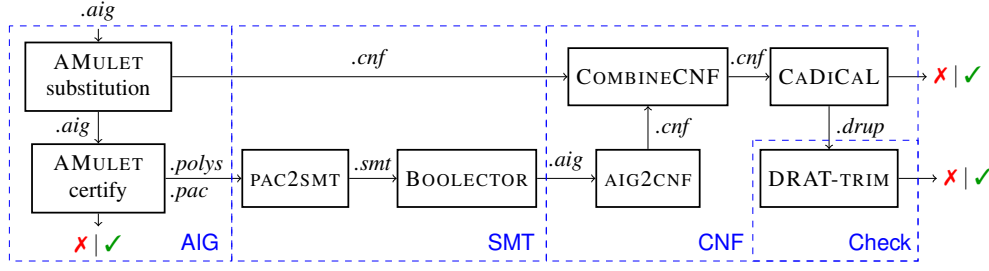 .aig
AMULET
substitution
.cnf
COMBINECNF
.cnf
CADICAL
✗ | ✓
.aig
.cnf
.drup
AMULET
certify
.polys
.pac
PAC2SMT
.smt
BOOLECTOR
.aig
AIG2CNF
DRAT-TRIM
✗ | ✓
✗ | ✓
AIG
SMT
CNF
Check